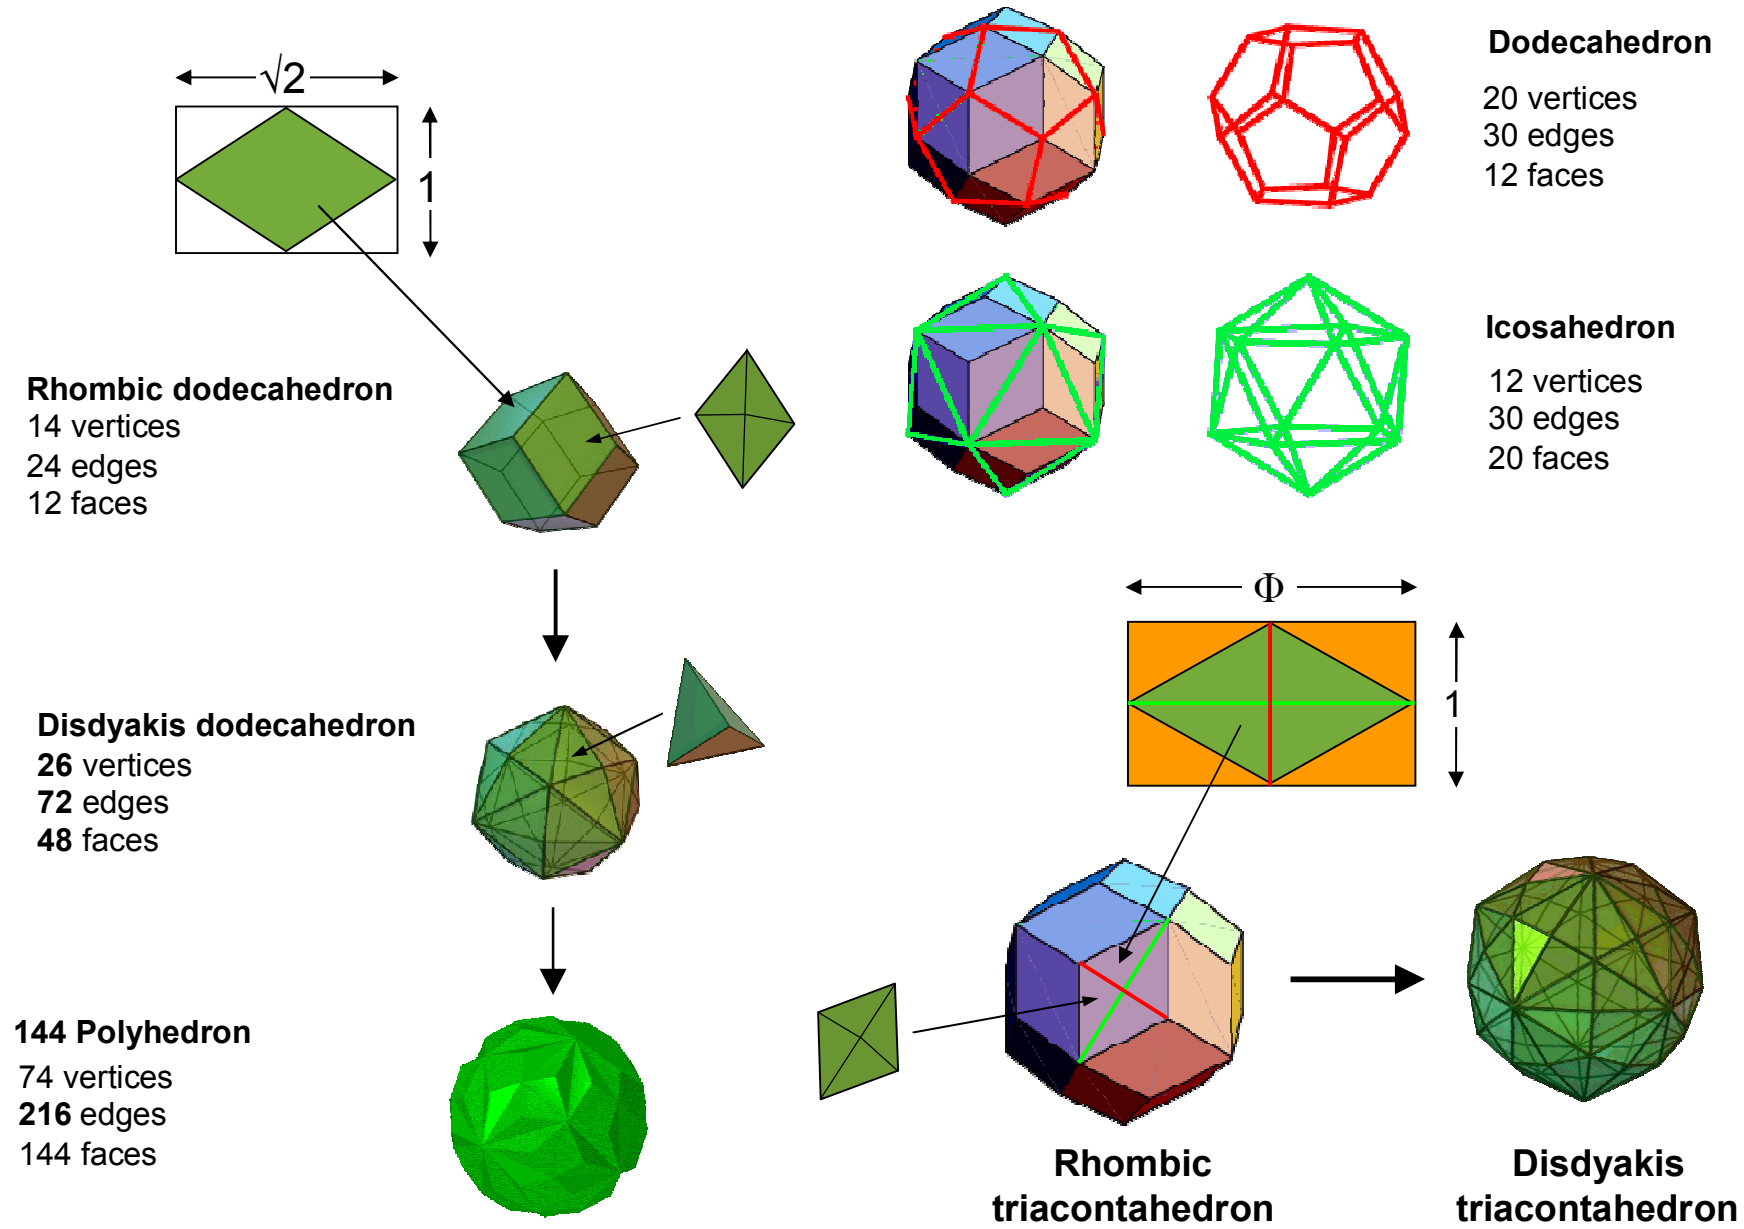 √2
1
Rhombic dodecahedron
14 vertices
24 edges
12 faces
Disdyakis dodecahedron
26 vertices
72 edges
48 faces
144 Polyhedron
74 vertices
216 edges
144 faces
Dodecahedron
20 vertices
30 edges
12 faces
Icosahedron
12 vertices
30 edges
20 faces
Φ
1
Rhombic
triacontahedron
Disdyakis
triacontahedron